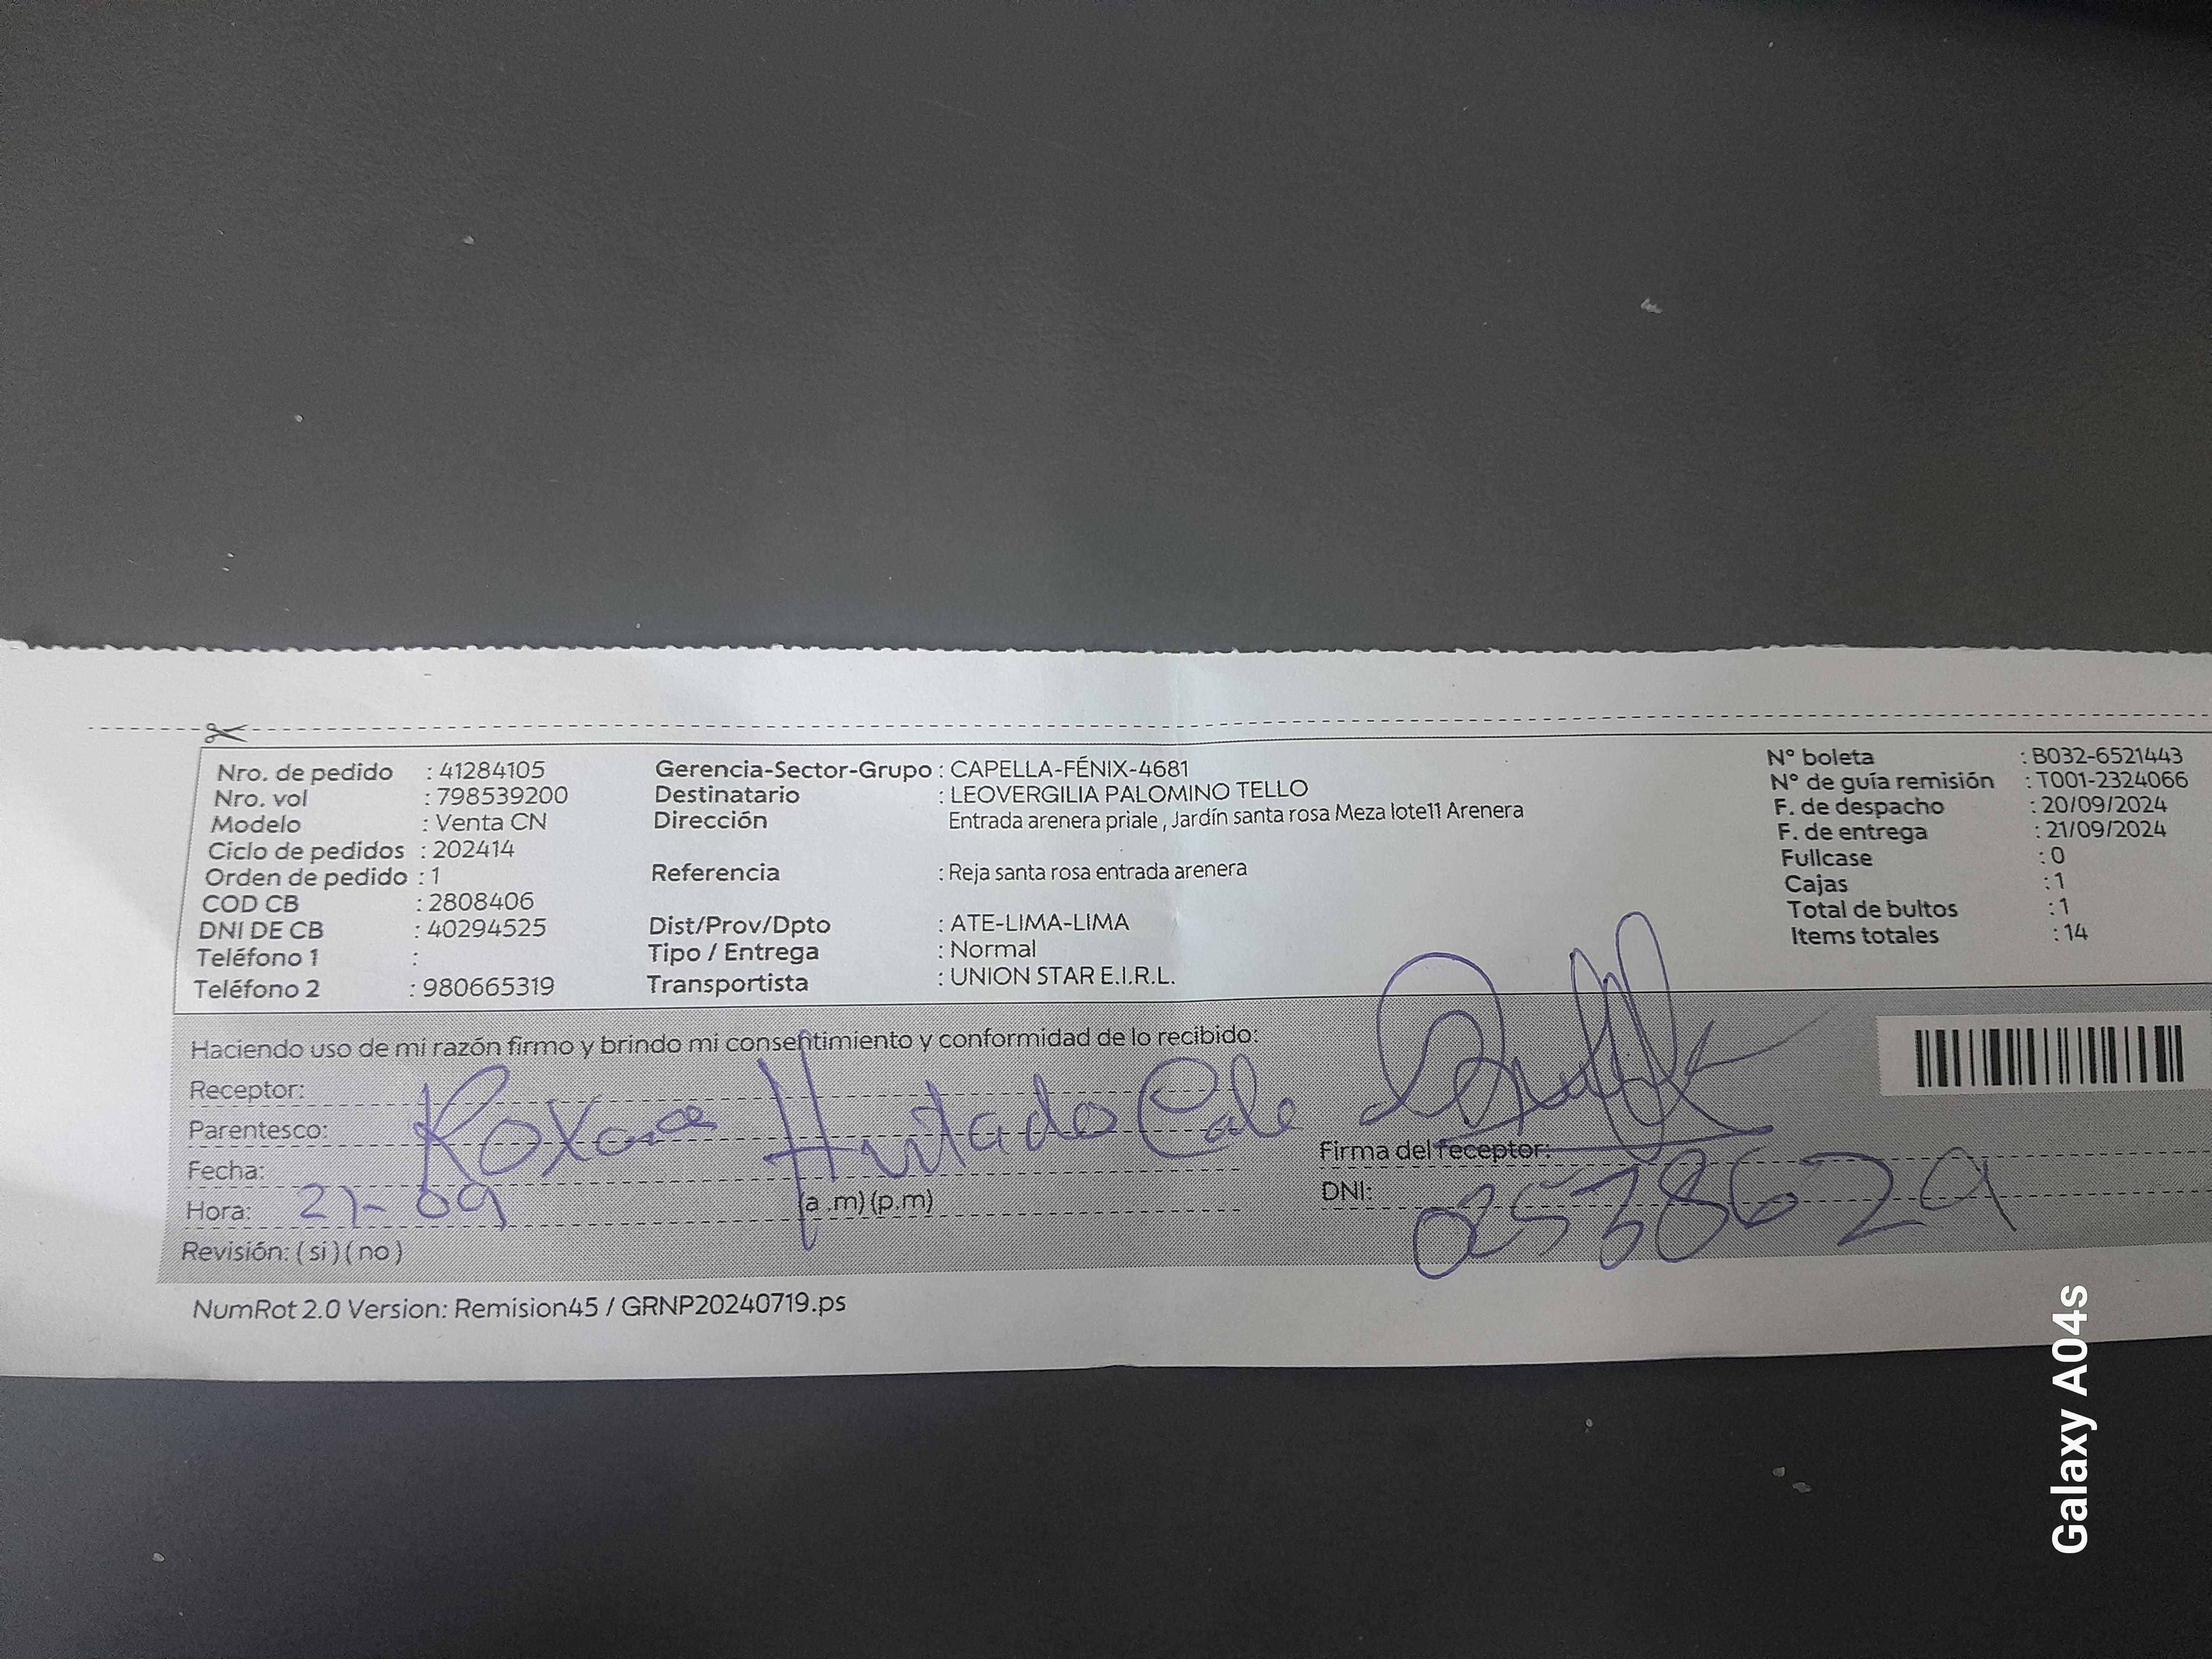 Nro. de pedido : 41284105
Nro. vol : 798539200
Modelo : Venta CN
Ciclo de pedidos : 202414
Orden de pedido : 1
COD CB : 2808406
DNI DE CB : 40294525
Teléfono 1 :
Teléfono 2 : 980665319
Gerencia-Sector-Grupo : CAPELLA-FÉNIX-4681
Destinatario : LEOVERGILIA PALOMINO TELLO
Dirección Entrada arenera priale , Jardín santa rosa Meza lote11 Arenera
Referencia : Reja santa rosa entrada arenera
Dist/Prov/Dpto : ATE-LIMA-LIMA
Tipo / Entrega : Normal
Transportista : UNION STAR E.I.R.L.
N° boleta : B032-6521443
N° de guía remisión : T001-2324066
F. de despacho : 20/09/2024
F. de entrega : 21/09/2024
Fullcase : 0
Cajas : 1
Total de bultos : 1
Items totales : 14
Haciendo uso de mi razón firmo y brindo mi consentimiento y conformidad de lo recibido:
Receptor:
Parentesco: Roxana Hurtado
Fecha:
Hora: 21-09 (a .m) (p.m)
Revisión: ( si ) ( no )
Firma del receptor:
DNI:
NumRot 2.0 Version: Remision45 / GRNP20240719.ps
Galaxy A04s